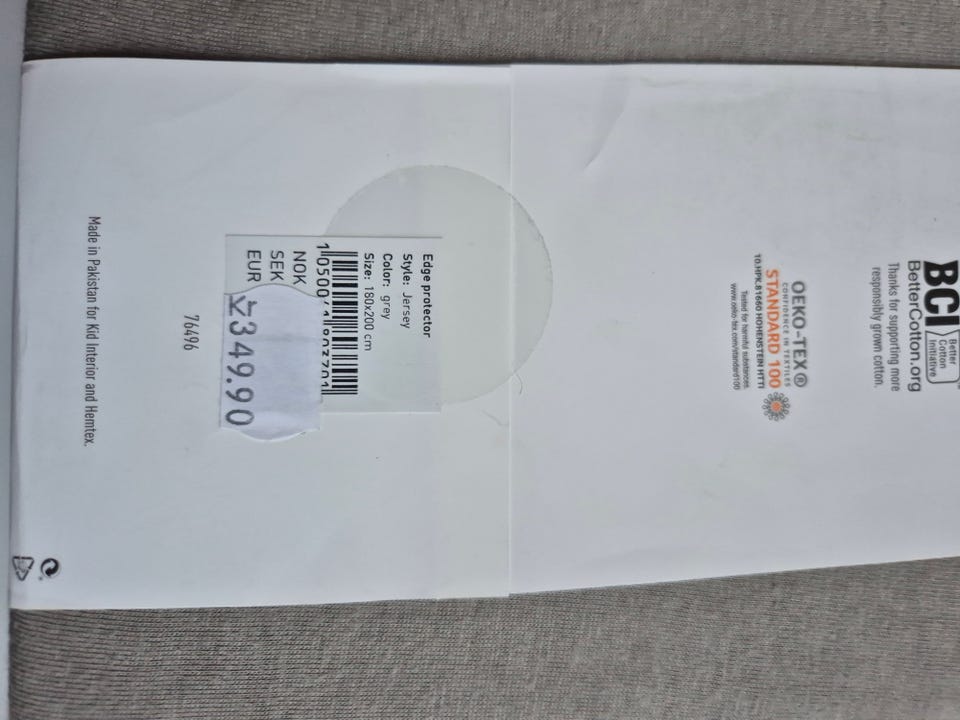 BCI
Better
Cotton
Initiative
BetterCotton.org
Thanks for supporting more
responsibly grown cotton.
OEKO-TEX®
CONFIDENCE IN TEXTILES
STANDARD 100
10.HPK.81660 HOHENSTEIN HTTI
Tested for harmful substances.
www.oeko-tex.com/standard100
Edge protector
Style: Jersey
Color: grey
Size: 180x200 cm
NOK
SEK
EUR
349.90
76496
Made in Pakistan for Kid Interior and Hemtex.